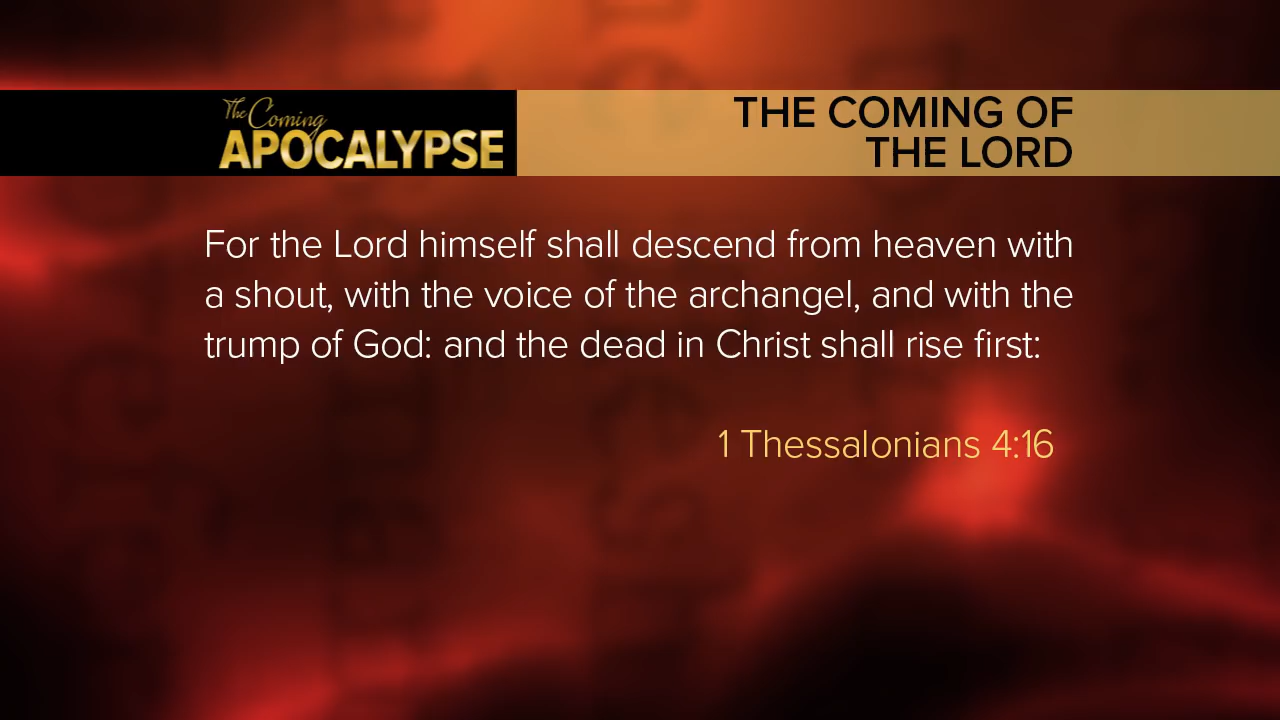 The Coming
APOCALYPSE
THE COMING OF
THE LORD
For the Lord himself shall descend from heaven with
a shout, with the voice of the archangel, and with the
trump of God: and the dead in Christ shall rise first:
1 Thessalonians 4:16